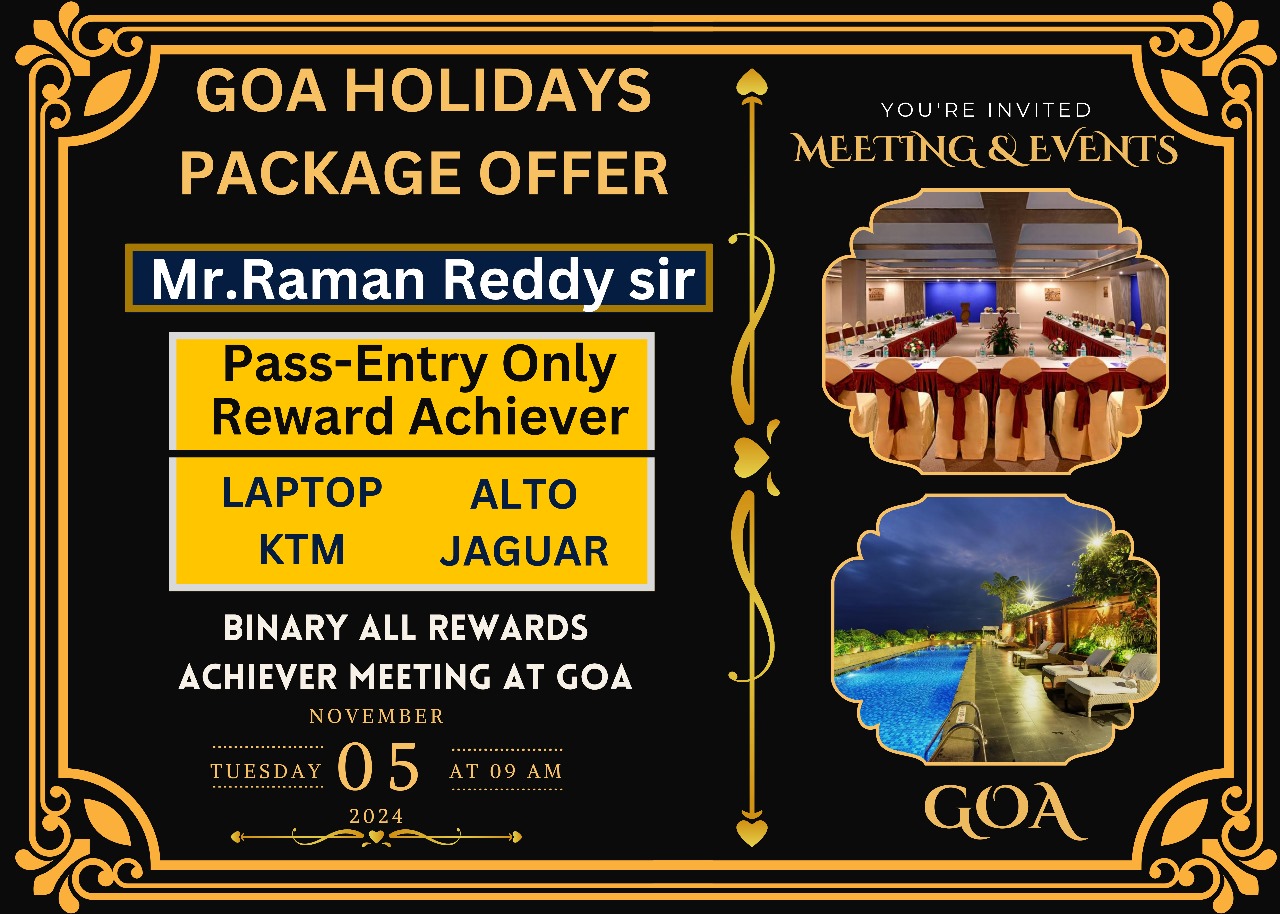 GOA HOLIDAYS
PACKAGE OFFER
Mr.Raman Reddy sir
Pass-Entry Only
Reward Achiever
LAPTOP ALTO
KTM JAGUAR
BINARY ALL REWARDS
ACHIEVER MEETING AT GOA
NOVEMBER
TUESDAY 05 AT 09 AM
2024
YOU'RE INVITED
MEETING & EVENTS
GOA